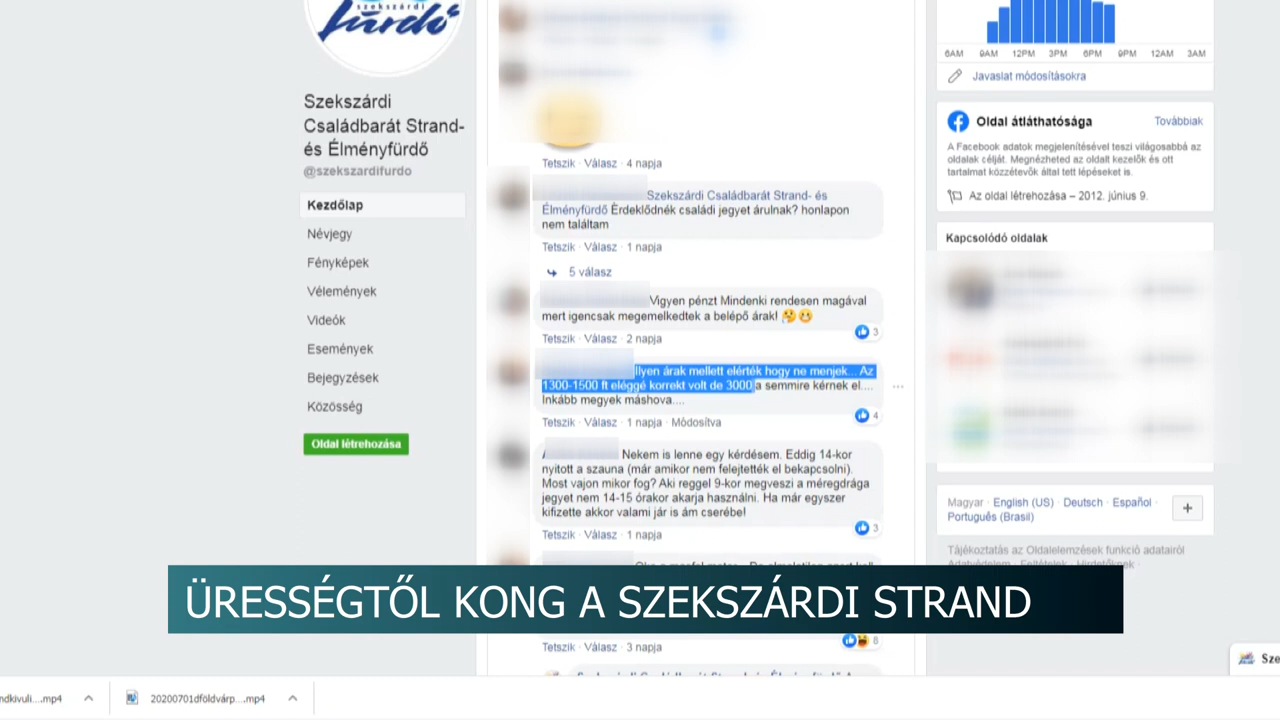 szekszárdi
fürdő
Szekszárdi
Családbarát Strand-
és Élményfürdő
@szekszardifurdo
Kezdőlap
Névjegy
Fényképek
Vélemények
Videók
Események
Bejegyzések
Közösség
Oldal létrehozása
Tetszik · Válasz · 4 napja
Szekszárdi Családbarát Strand- és
Élményfürdő Èrdeklődnék családi jegyet árulnak? honlapon
nem találtam
Tetszik · Válasz · 1 napja
5 válasz
Vigyen pénzt Mindenki rendesen magával
mert igencsak megemelkedtek a belépő árak! 🤔😷
3
Tetszik · Válasz · 2 napja
Ilyen árak mellett elérték hogy ne menjek... Az
1300-1500 ft eléggé korrekt volt de 3000 a semmire kérnek el....
Inkább megyek máshova....
4
Tetszik · Válasz · 1 napja · Módosítva
Nekem is lenne egy kérdésem. Eddig 14-kor
nyitott a szauna (már amikor nem felejtették el bekapcsolni).
Most vajon mikor fog? Aki reggel 9-kor megveszi a méregdrága
jegyet nem 14-15 órakor akarja használni. Ha már egyszer
kifizette akkor valami jár is ám cserébe!
3
Tetszik · Válasz · 1 napja
8
Tetszik · Válasz · 3 napja
6AM 9AM 12PM 3PM 6PM 9PM 12AM 3AM
Javaslat módosításokra
Oldal átláthatósága Továbbiak
A Facebook adatok megjelenítésével teszi világosabbá az
oldalak célját. Megnézheted az oldalt kezelők és ott
tartalmat közzétevők által tett lépéseket is.
Az oldal létrehozása – 2012. június 9.
Kapcsolódó oldalak
Magyar · English (US) · Deutsch · Español ·
Português (Brasil)
Tájékoztatás az Oldalelemzések funkció adatairól
ÜRESSÉGTŐL KONG A SZEKSZÁRDI STRAND
Sze
ndkivuli....mp4
20200701dföldvárp....mp4